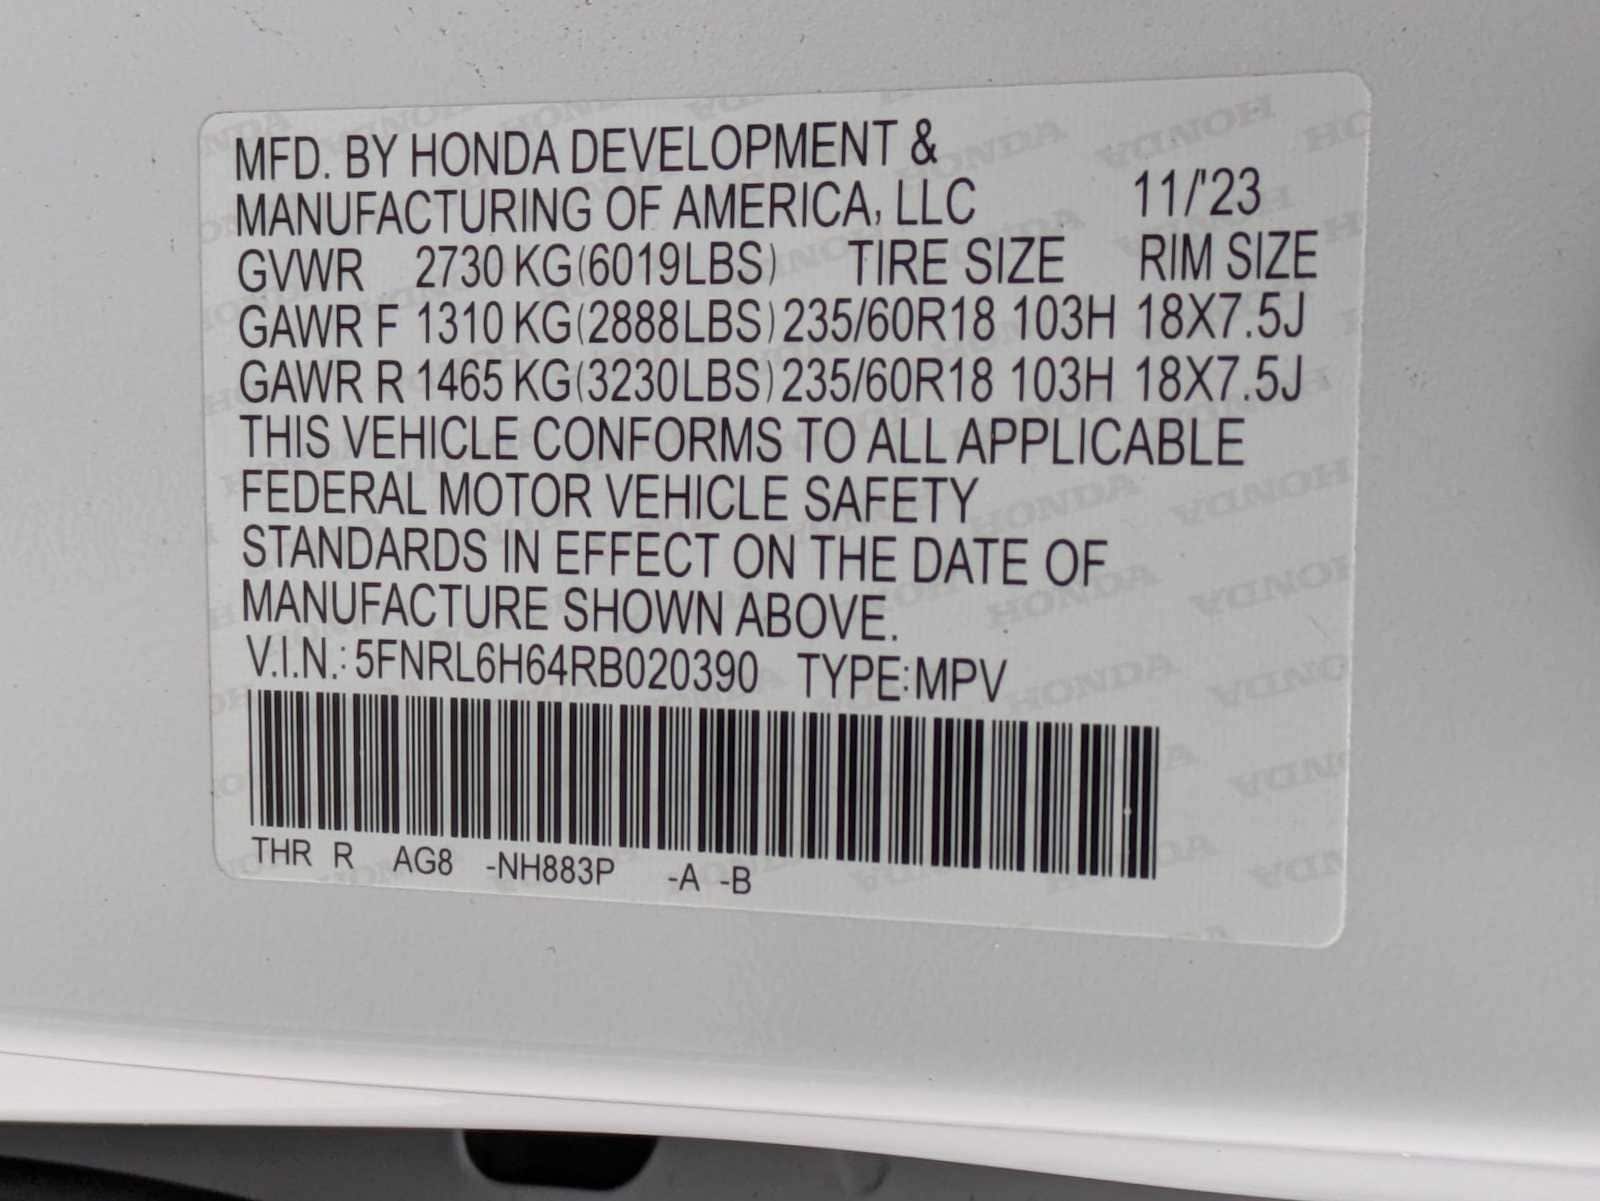 MFD. BY HONDA DEVELOPMENT &
MANUFACTURING OF AMERICA, LLC 11/'23
GVWR 2730 KG(6019LBS) TIRE SIZE RIM SIZE
GAWR F 1310 KG(2888LBS) 235/60R18 103H 18X7.5J
GAWR R 1465 KG(3230LBS) 235/60R18 103H 18X7.5J
THIS VEHICLE CONFORMS TO ALL APPLICABLE
FEDERAL MOTOR VEHICLE SAFETY
STANDARDS IN EFFECT ON THE DATE OF
MANUFACTURE SHOWN ABOVE.
V.I.N.: 5FNRL6H64RB020390 TYPE:MPV
THR R AG8 -NH883P -A -B